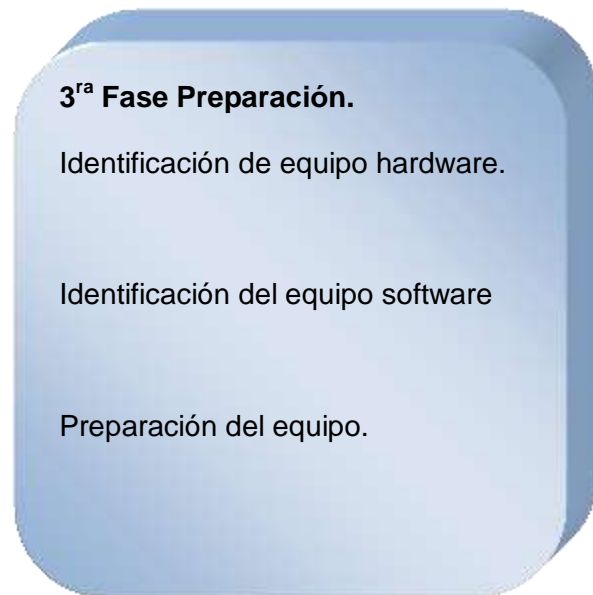 3ra Fase Preparación.
Identificación de equipo hardware.
Identificación del equipo software
Preparación del equipo.